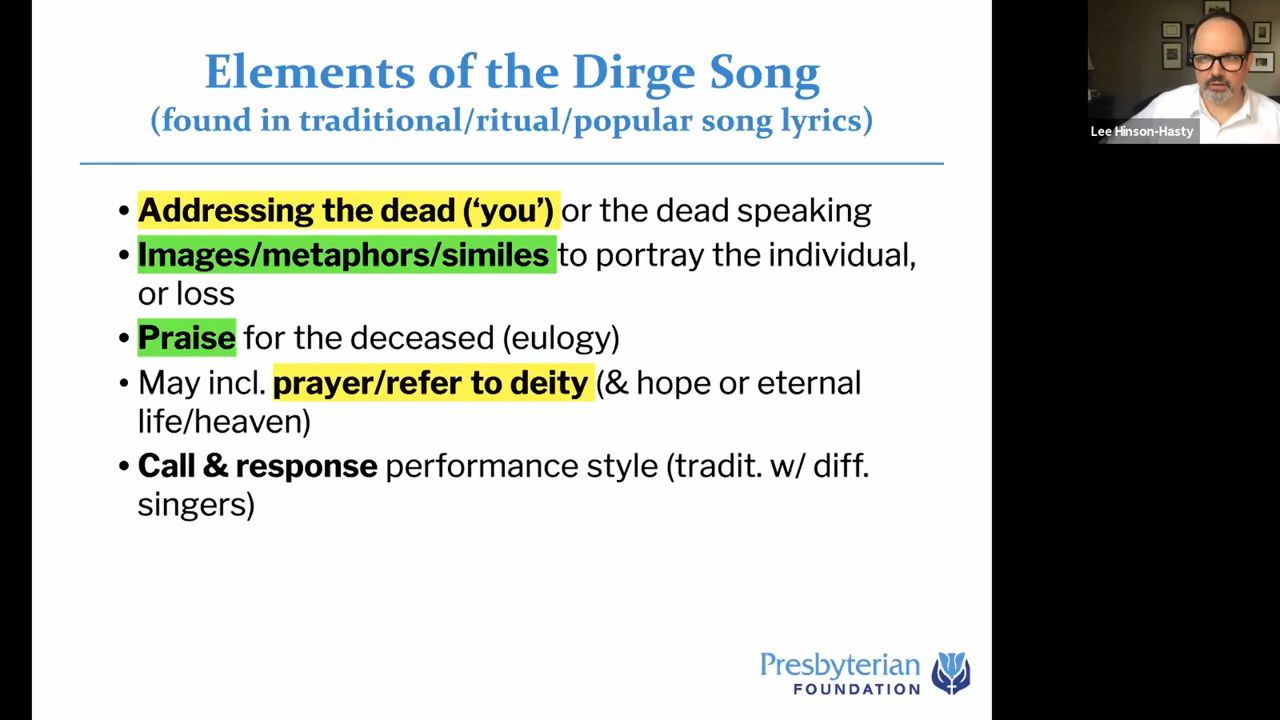 Elements of the Dirge Song
(found in traditional/ritual/popular song lyrics)
• Addressing the dead (‘you’) or the dead speaking
• Images/metaphors/similes to portray the individual,
or loss
• Praise for the deceased (eulogy)
• May incl. prayer/refer to deity (& hope or eternal
life/heaven)
• Call & response performance style (tradit. w/ diff.
singers)
Presbyterian
FOUNDATION
Lee Hinson-Hasty